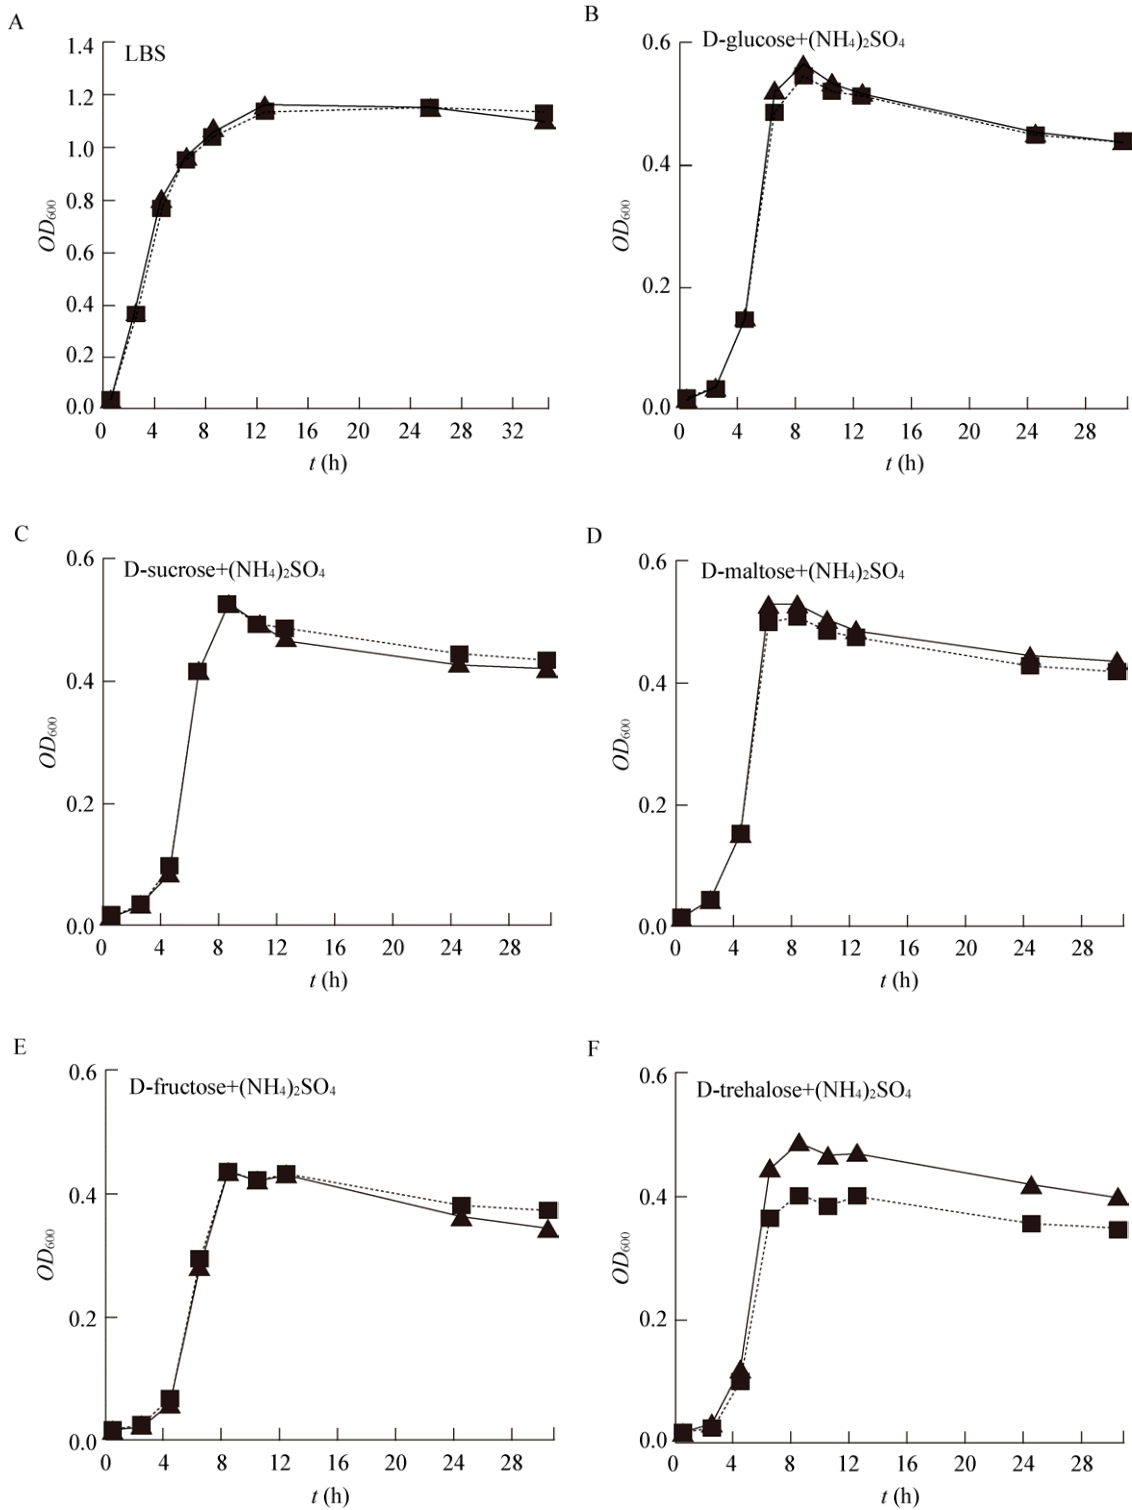 A
LBS
1.4
1.2
1.0
0.8
0.6
0.4
0.2
0.0
OD₆₀₀
0 4 8 12 16 20 24 28 32
t (h)
B
D-glucose+(NH₄)₂SO₄
0.6
0.4
0.2
0.0
OD₆₀₀
0 4 8 12 16 20 24 28
t (h)
C
D-sucrose+(NH₄)₂SO₄
0.6
0.4
0.2
0.0
OD₆₀₀
0 4 8 12 16 20 24 28
t (h)
D
D-maltose+(NH₄)₂SO₄
0.6
0.4
0.2
0.0
OD₆₀₀
0 4 8 12 16 20 24 28
t (h)
E
D-fructose+(NH₄)₂SO₄
0.6
0.4
0.2
0.0
OD₆₀₀
0 4 8 12 16 20 24 28
t (h)
F
D-trehalose+(NH₄)₂SO₄
0.6
0.4
0.2
0.0
OD₆₀₀
0 4 8 12 16 20 24 28
t (h)